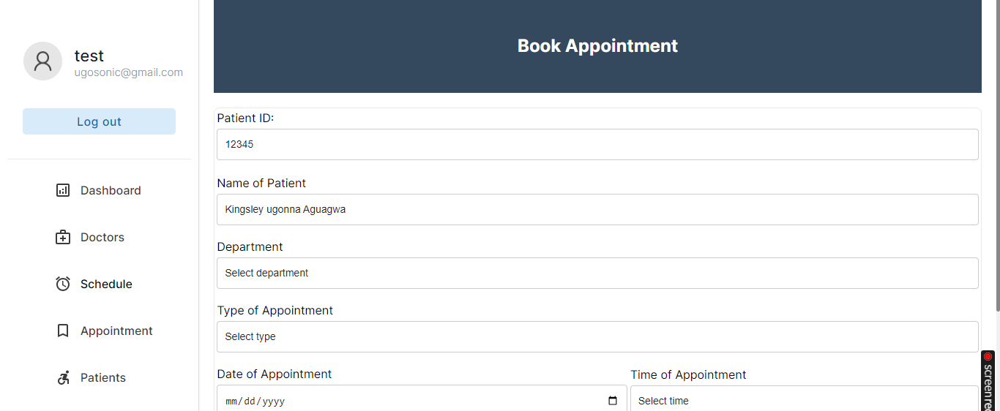 test
ugosonic@gmail.com
Log out
Dashboard
Doctors
Schedule
Appointment
Patients
Book Appointment
Patient ID:
12345
Name of Patient
Kingsley ugonna Aguagwa
Department
Select department
Type of Appointment
Select type
Date of Appointment
mm/dd/yyyy
Time of Appointment
Select time